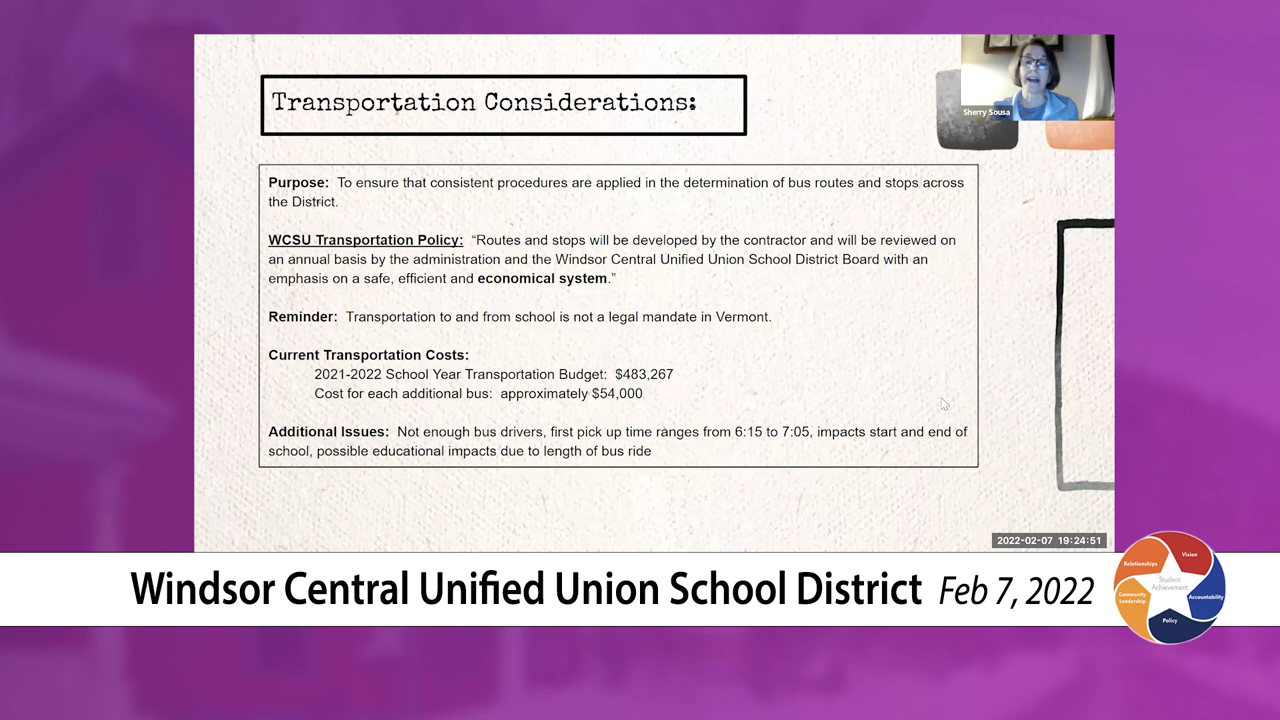 Transportation Considerations:
Sherry Sousa
Purpose: To ensure that consistent procedures are applied in the determination of bus routes and stops across
the District.
WCSU Transportation Policy: “Routes and stops will be developed by the contractor and will be reviewed on
an annual basis by the administration and the Windsor Central Unified Union School District Board with an
emphasis on a safe, efficient and economical system.”
Reminder: Transportation to and from school is not a legal mandate in Vermont.
Current Transportation Costs:
2021-2022 School Year Transportation Budget: $483,267
Cost for each additional bus: approximately $54,000
Additional Issues: Not enough bus drivers, first pick up time ranges from 6:15 to 7:05, impacts start and end of
school, possible educational impacts due to length of bus ride
2022-02-07 19:24:51
Windsor Central Unified Union School District Feb 7, 2022
Vision
Relationships
Student
Achievement
Community
Leadership
Accountability
Policy